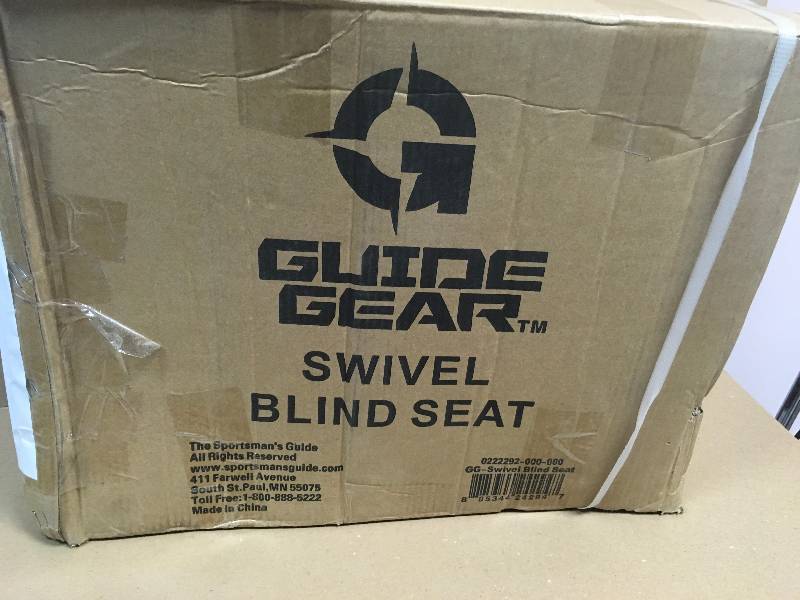 GUIDE
GEAR™
SWIVEL
BLIND SEAT
The Sportsman's Guide
All Rights Reserved
www.sportsmansguide.com
411 Farwell Avenue
South St.Paul,MN 55075
Toll Free:1-800-888-5222
Made in China
0222292-000-000
GG-Swivel Blind Seat